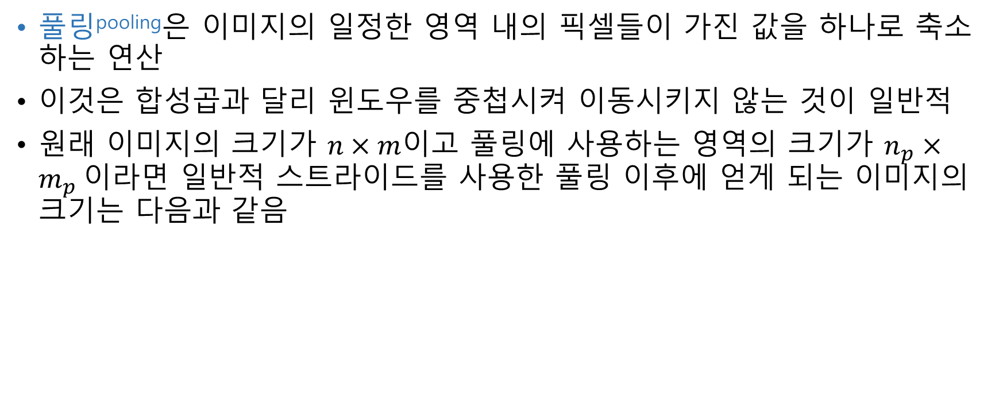 • 풀링pooling은 이미지의 일정한 영역 내의 픽셀들이 가진 값을 하나로 축소
하는 연산
• 이것은 합성곱과 달리 윈도우를 중첩시켜 이동시키지 않는 것이 일반적
• 원래 이미지의 크기가 n × m이고 풀링에 사용하는 영역의 크기가 nₚ ×
mₚ 이라면 일반적 스트라이드를 사용한 풀링 이후에 얻게 되는 이미지의
크기는 다음과 같음